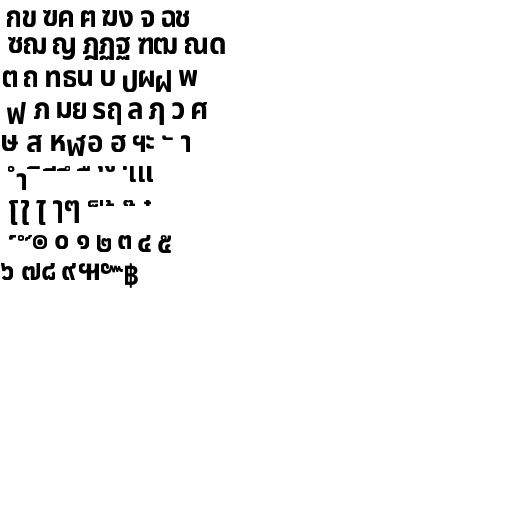 กข ฃค ฅ ฆง จ ฉช
ซฌ ญ ฎฏฐ ฑฒ ณด
ต ถ ทธน บ ปผฝ พ
ฟ ภ มย รฤ ล ฦ ว ศ
ษ ส หฬอ ฮ ฯะ ั า
ำ เแ
โใ ไ ๅๆ
๏ ๐ ๑ ๒ ๓ ๔ ๕
๖ ๗๘ ๙ ๛฿